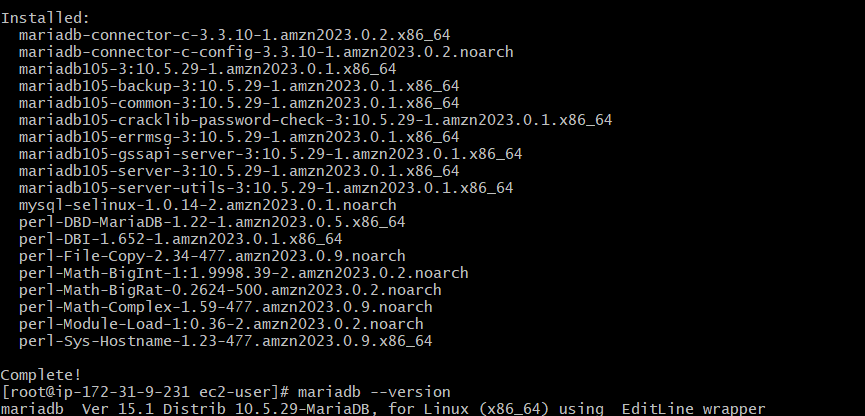 Installed:
  mariadb-connector-c-3.3.10-1.amzn2023.0.2.x86_64
  mariadb-connector-c-config-3.3.10-1.amzn2023.0.2.noarch
  mariadb105-3:10.5.29-1.amzn2023.0.1.x86_64
  mariadb105-backup-3:10.5.29-1.amzn2023.0.1.x86_64
  mariadb105-common-3:10.5.29-1.amzn2023.0.1.x86_64
  mariadb105-cracklib-password-check-3:10.5.29-1.amzn2023.0.1.x86_64
  mariadb105-errmsg-3:10.5.29-1.amzn2023.0.1.x86_64
  mariadb105-gssapi-server-3:10.5.29-1.amzn2023.0.1.x86_64
  mariadb105-server-3:10.5.29-1.amzn2023.0.1.x86_64
  mariadb105-server-utils-3:10.5.29-1.amzn2023.0.1.x86_64
  mysql-selinux-1.0.14-2.amzn2023.0.1.noarch
  perl-DBD-MariaDB-1.22-1.amzn2023.0.5.x86_64
  perl-DBI-1.652-1.amzn2023.0.1.x86_64
  perl-File-Copy-2.34-477.amzn2023.0.9.noarch
  perl-Math-BigInt-1:1.9998.39-2.amzn2023.0.2.noarch
  perl-Math-BigRat-0.2624-500.amzn2023.0.2.noarch
  perl-Math-Complex-1.59-477.amzn2023.0.9.noarch
  perl-Module-Load-1:0.36-2.amzn2023.0.2.noarch
  perl-Sys-Hostname-1.23-477.amzn2023.0.9.x86_64

Complete!
[root@ip-172-31-9-231 ec2-user]# mariadb --version
mariadb  Ver 15.1 Distrib 10.5.29-MariaDB, for Linux (x86_64) using  EditLine wrapper